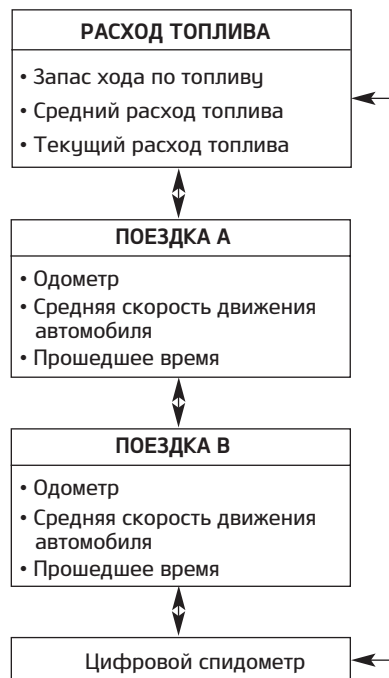 РАСХОД ТОПЛИВА
• Запас хода по топливу
• Средний расход топлива
• Текущий расход топлива
ПОЕЗДКА А
• Одометр
• Средняя скорость движения
автомобиля
• Прошедшее время
ПОЕЗДКА В
• Одометр
• Средняя скорость движения
автомобиля
• Прошедшее время
Цифровой спидометр